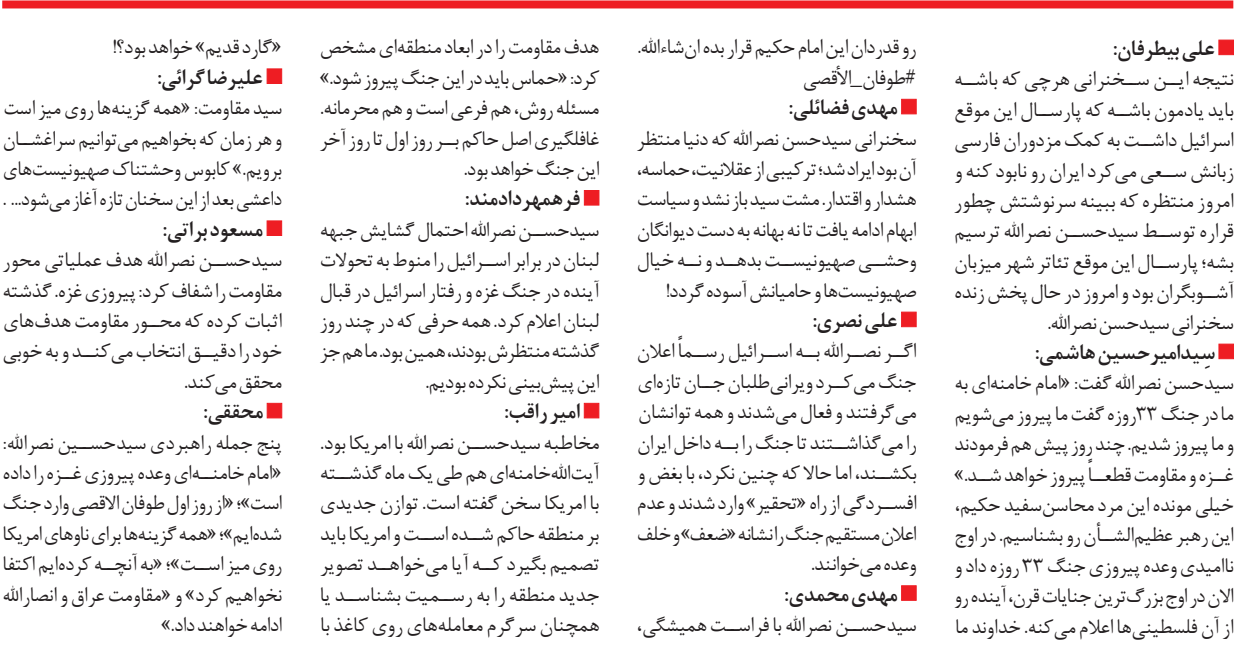 علی بیطرفان:
نتیجه ایـن سـخنرانی هرچی که باشـه
باید یادمون باشـه که پارسـال این موقع
اسرائیل داشـت به کمک مزدوران فارسی
زبانش سـعی می‌کرد ایران رو نابود کنه و
امروز منتظره که ببینه سرنوشتش چطور
قراره توسـط سیدحسـن نصرالله ترسیم
بشه؛ پارسـال این موقع تئاتر شهر میزبان
آشـوبگران بود و امروز در حال پخش زنده
سخنرانی سیدحسن نصرالله.
سِیدامیرحسین هاشمی:
سیدحسن نصرالله گفت: «امام خامنه‌ای به
ما در جنگ ۳۳روزه گفت ما پیروز می‌شویم
و ما پیروز شدیم. چند روز پیش هم فرمودند
غـزه و مقاومت قطعـاً پیروز خواهد شـد.»
خیلی مونده این مرد محاسن‌سفید حکیم،
این رهبر عظیم‌الشـأن رو بشناسیم. در اوج
ناامیدی وعده پیروزی جنگ ۳۳ روزه داد و
الان در اوج بزرگ‌ترین جنایات قرن، آینده رو
از آن فلسطینی‌ها اعلام می‌کنه. خداوند ما
رو قدردان این امام حکیم قرار بده ان‌شاءالله.
#طوفان_الأقصی
مهدی فضائلی:
سخنرانی سیدحسن نصرالله که دنیا منتظر
آن بود ایراد شد؛ ترکیبی از عقلانیت، حماسه،
هشدار و اقتدار. مشت سید باز نشد و سیاست
ابهام ادامه یافت تا نه بهانه به دست دیوانگان
وحشـی صهیونیسـت بدهـد و نـه خیال
صهیونیست‌ها و حامیانش آسوده گردد!
علی نصری:
اگـر نصـرالله بـه اسـرائیل رسـماً اعلان
جنگ می‌کـرد ویرانی‌طلبان جـان تازه‌ای
می‌گرفتند و فعال می‌شدند و همه توانشان
را می‌گذاشـتند تا جنگ را بـه داخل ایران
بکشـند، اما حالا که چنین نکرد، با بغض و
افسـردگی از راه «تحقیر» وارد شدند و عدم
اعلان مستقیم جنگ را نشانه «ضعف» و خلف
وعده می‌خوانند.
مهدی محمدی:
سیدحسـن نصرالله با فراسـت همیشگی،
هدف مقاومت را در ابعاد منطقه‌ای مشخص
کرد: «حماس باید در این جنگ پیروز شود.»
مسئله روش، هم فرعی است و هم محرمانه.
غافلگیری اصل حاکم بـر روز اول تا روز آخر
این جنگ خواهد بود.
فرهمهر دادمند:
سیدحسـن نصرالله احتمال گشایش جبهه
لبنان در برابر اسـرائیل را منوط به تحولات
آینده در جنگ غزه و رفتار اسرائیل در قبال
لبنان اعلام کرد. همه حرفی که در چند روز
گذشته منتظرش بودند، همین بود. ما هم جز
این پیش‌بینی نکرده بودیم.
امیر راقب:
مخاطبه سیدحسـن نصرالله با امریکا بود.
آیت‌الله‌خامنه‌ای هم طی یک ماه گذشـته
با امریکا سخن گفته است. توازن جدیدی
بر منطقه حاکم شـده اسـت و امریکا باید
تصمیم بگیرد کـه آیا می‌خواهـد تصویر
جدید منطقه را به رسـمیت بشناسـد یا
همچنان سرگرم معامله‌های روی کاغذ با
«گارد قدیم» خواهد بود؟!
علیرضا گرائی:
سید مقاومت: «همه گزینه‌ها روی میز است
و هر زمان که بخواهیم می‌توانیم سراغشـان
برویم.» کابوس وحشتناک صهیونیست‌های
داعشی بعد از این سخنان تازه آغاز می‌شود... .
مسعود براتی:
سیدحسـن نصرالله هدف عملیاتی محور
مقاومت را شفاف کرد: پیروزی غزه. گذشته
اثبات کرده که محـور مقاومت هدف‌های
خود را دقیـق انتخاب می‌کنـد و به خوبی
محقق می‌کند.
محققی:
پنج جمله راهبردی سیدحسـین نصرالله:
«امام خامنـه‌ای وعده پیروزی غـزه را داده
است»؛ «از روز اول طوفان الاقصی وارد جنگ
شده‌ایم»؛ «همه گزینه‌ها برای ناوهای امریکا
روی میز اسـت»؛ «به آنچـه کرده‌ایم اکتفا
نخواهیم کرد» و «مقاومت عراق و انصارالله
ادامه خواهند داد.»